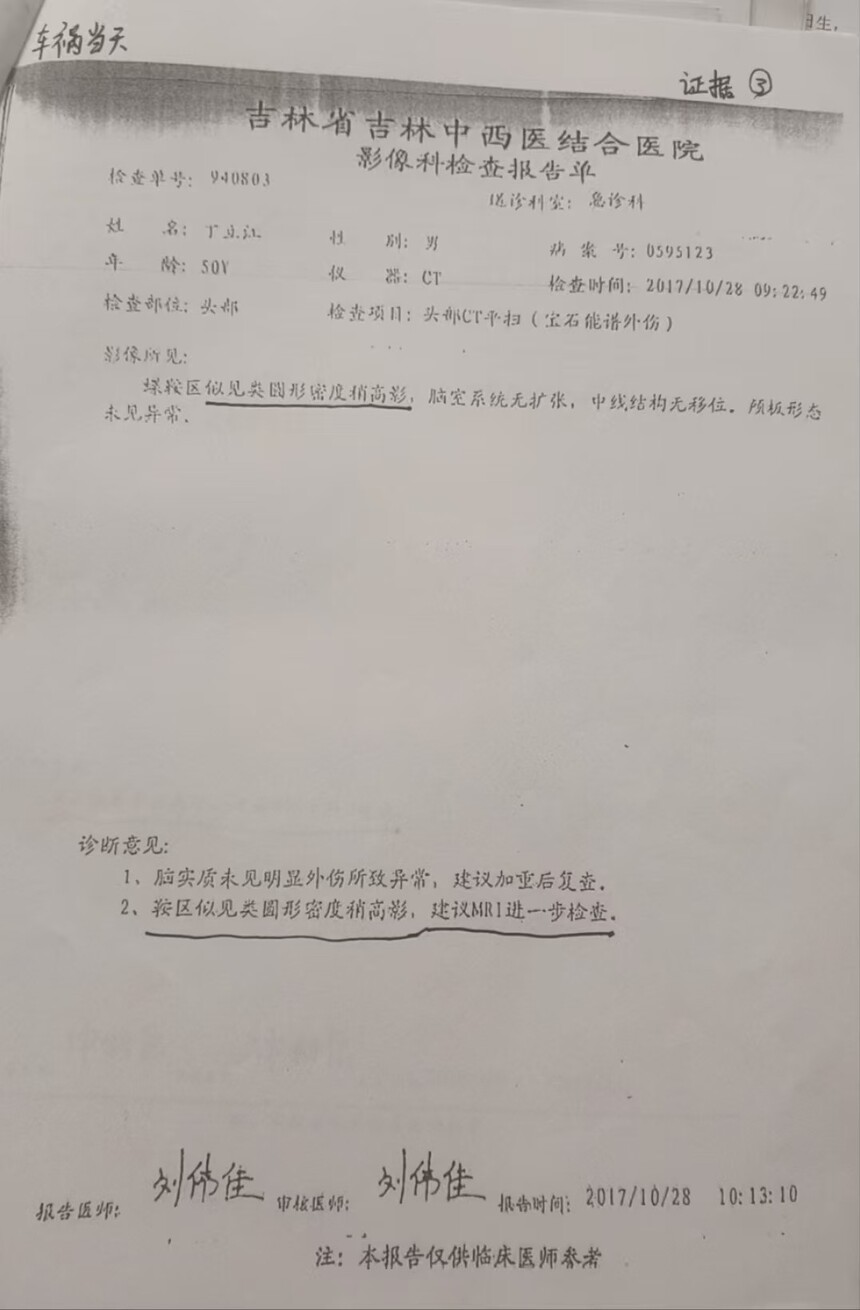 生,
车祸当天
证据 ③
吉林省吉林中西医结合医院
影像科检查报告单
检查单号: 940803
送诊科室: 急诊科
姓 名: 丁立江 性 别: 男 病案号: 0595123
年 龄: 50Y 仪 器: CT 检查时间: 2017/10/28 09:22:49
检查部位: 头部 检查项目: 头部CT平扫(宝石能谱外伤)
影像所见:
蝶鞍区似见类圆形密度稍高影, 脑室系统无扩张, 中线结构无移位. 颅板形态
未见异常.
诊断意见:
1、脑实质未见明显外伤所致异常, 建议加重后复查.
2、鞍区似见类圆形密度稍高影, 建议MRI进一步检查.
报告医师: 刘伟佳 审核医师: 刘伟佳 报告时间: 2017/10/28 10:13:10
注: 本报告仅供临床医师参考